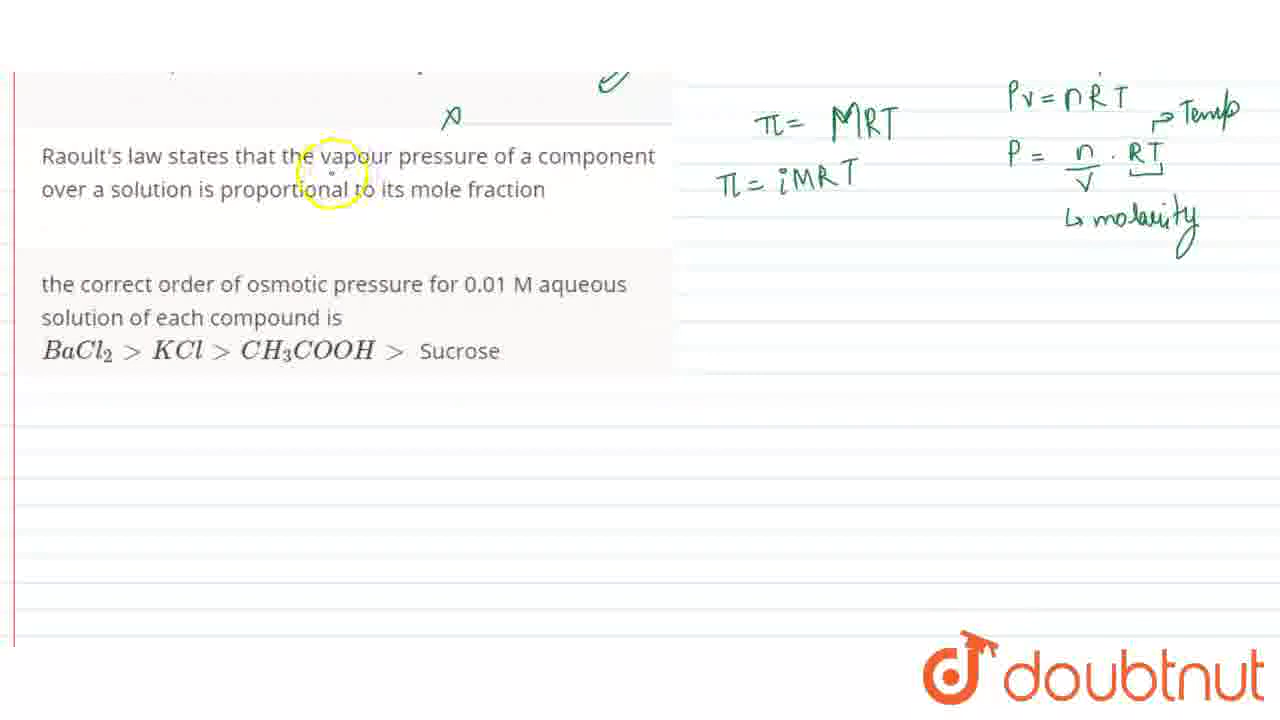 Raoult's law states that the vapour pressure of a component
over a solution is proportional to its mole fraction
the correct order of osmotic pressure for 0.01 M aqueous
solution of each compound is
BaCl₂ > KCl > CH₃COOH > Sucrose
π = MRT
π = iMRT
PV = nRT
→ Temp
P = n/V · RT
↳ molarity
doubtnut